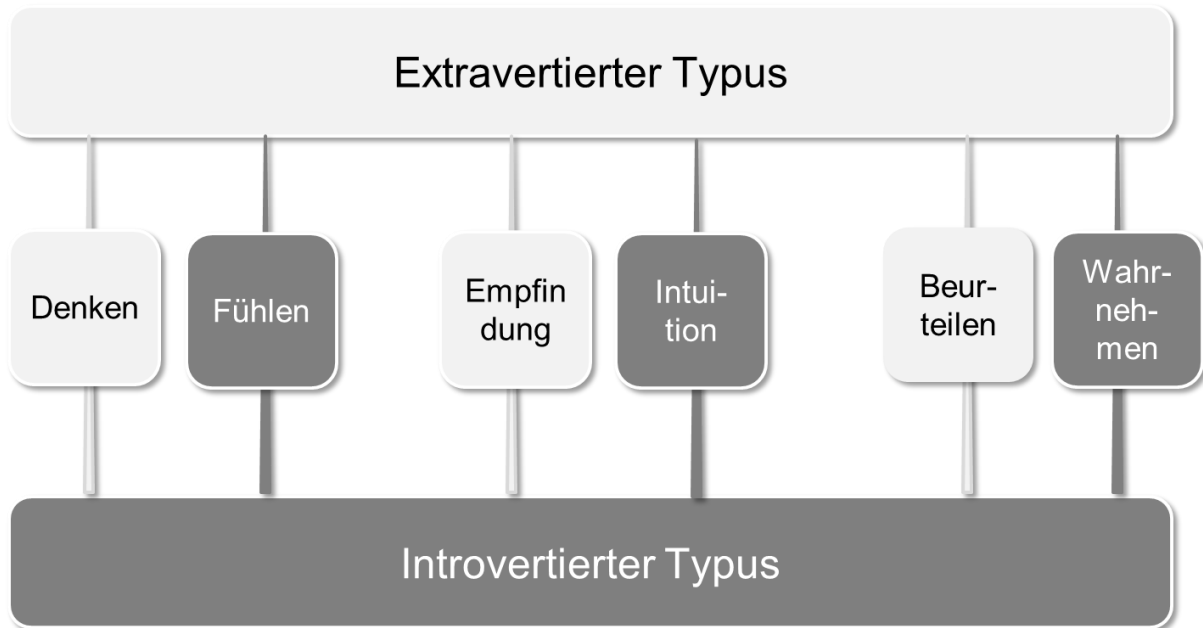 Extravertierter Typus
Denken
Fühlen
Empfin
dung
Intui-
tion
Beur-
teilen
Wahr-
neh-
men
Introvertierter Typus